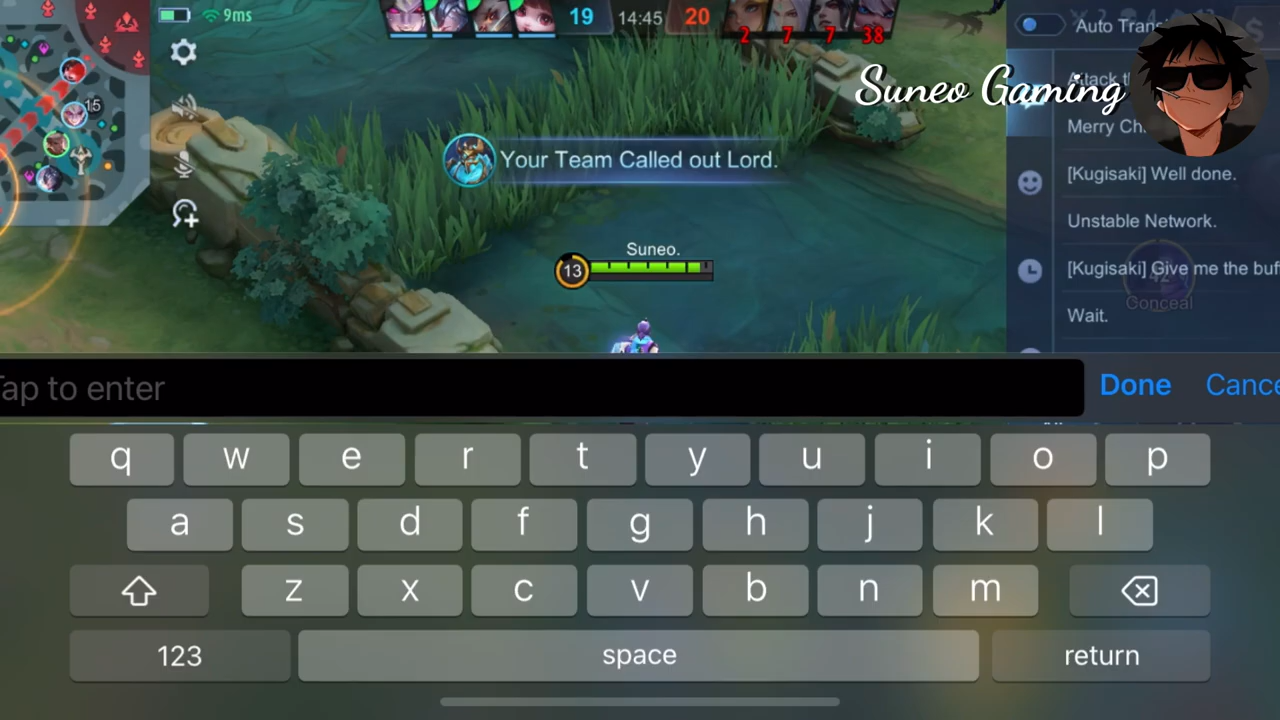 9ms
19 14:45 20
2 7 7 38
Auto Trans
Suneo Gaming
Attack t
15
Merry Ch
Your Team Called out Lord.
[Kugisaki] Well done.
Unstable Network.
Suneo.
13
[Kugisaki] Give me the buf
Conceal
Wait.
Tap to enter
Done Cance
q w e r t y u i o p
a s d f g h j k l
z x c v b n m
123 space return